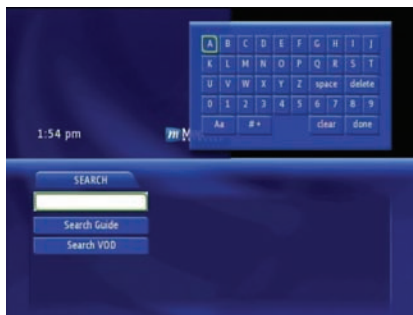 A B C D E F G H I J
K L M N O P Q R S T
U V W X Y Z space delete
0 1 2 3 4 5 6 7 8 9
Aa #+ clear done
1:54 pm
SEARCH
Search Guide
Search VOD